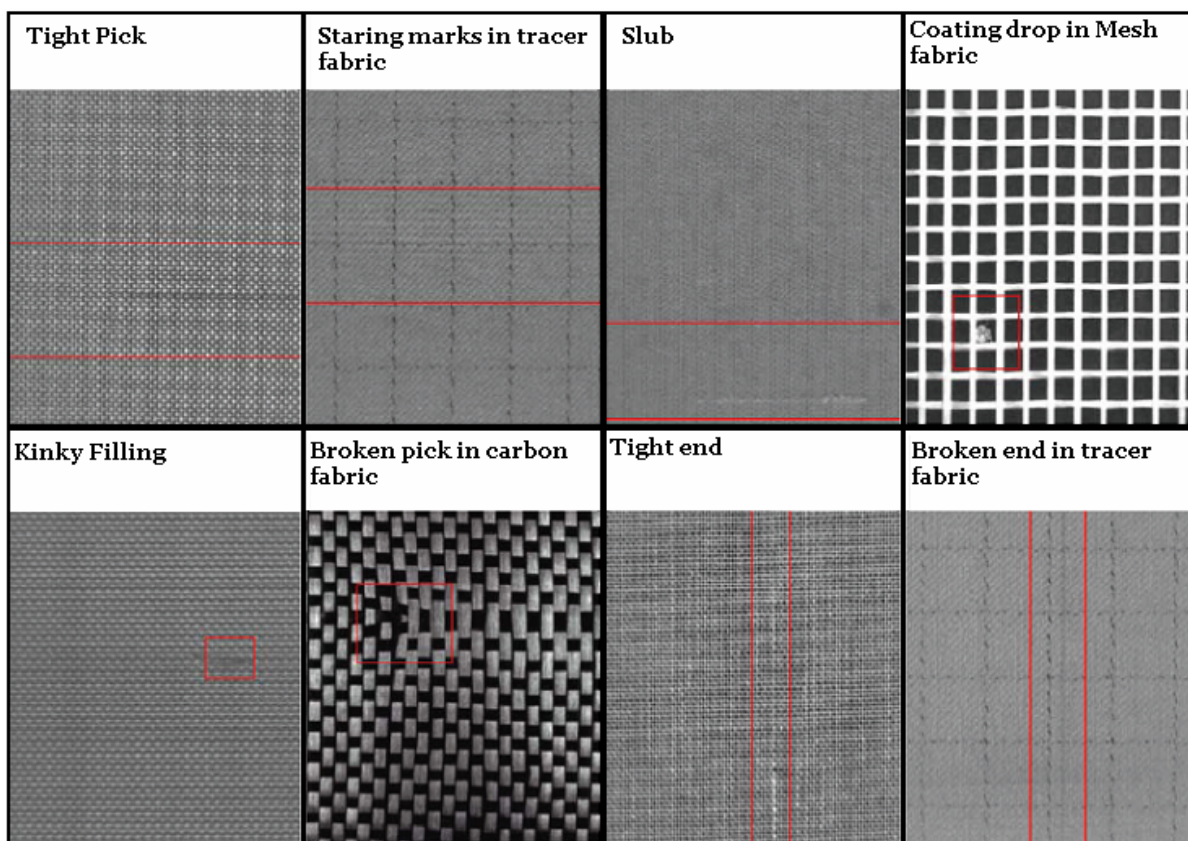 Tight Pick
Staring marks in tracer
fabric
Slub
Coating drop in Mesh
fabric
Kinky Filling
Broken pick in carbon
fabric
Tight end
Broken end in tracer
fabric